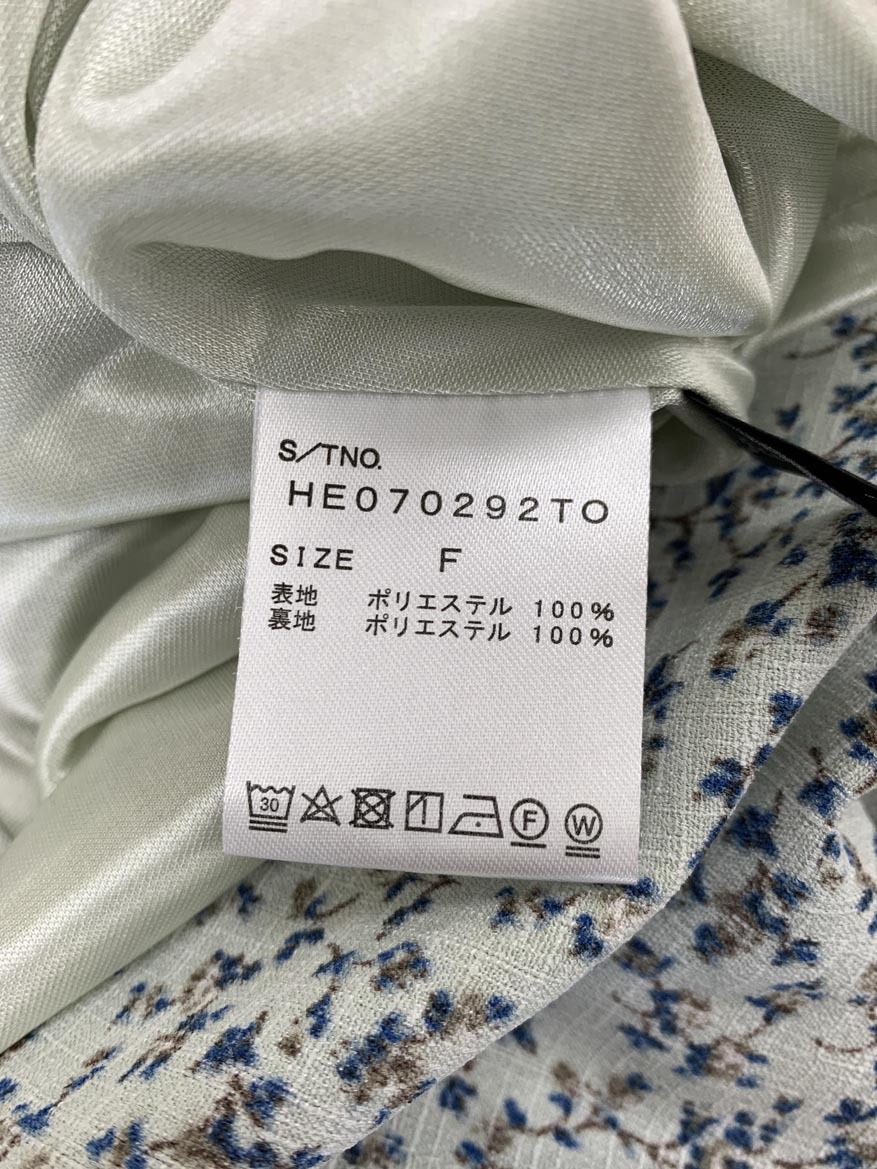 S/TNO.
HE070292TO
SIZE F
表地 ポリエステル 100%
裏地 ポリエステル 100%
30 F W